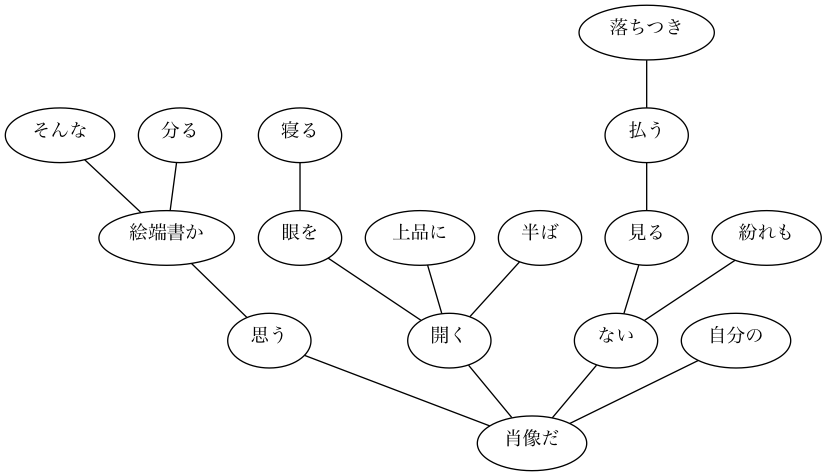 落ちつき
そんな
分る
寝る
払う
絵端書か
眼を
上品に
半ば
見る
紛れも
思う
開く
ない
自分の
肖像だ